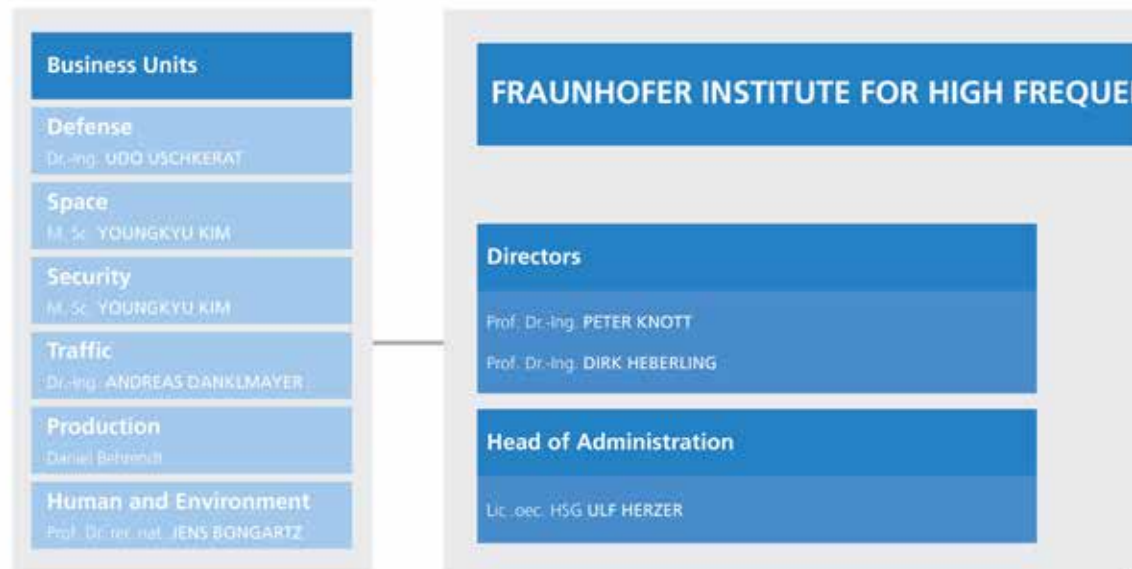 Business Units
Defense
Dr.-Ing. UDO USCHKERAT
Space
M. Sc. YOUNGKYU KIM
Security
M. Sc. YOUNGKYU KIM
Traffic
Dr.-Ing. ANDREAS DANKLMAYER
Production
Daniel Behrendt
Human and Environment
Prof. Dr. rer. nat. JENS BONGARTZ
FRAUNHOFER INSTITUTE FOR HIGH FREQUE
Directors
Prof. Dr.-Ing. PETER KNOTT
Prof. Dr.-Ing. DIRK HEBERLING
Head of Administration
Lic .oec. HSG ULF HERZER